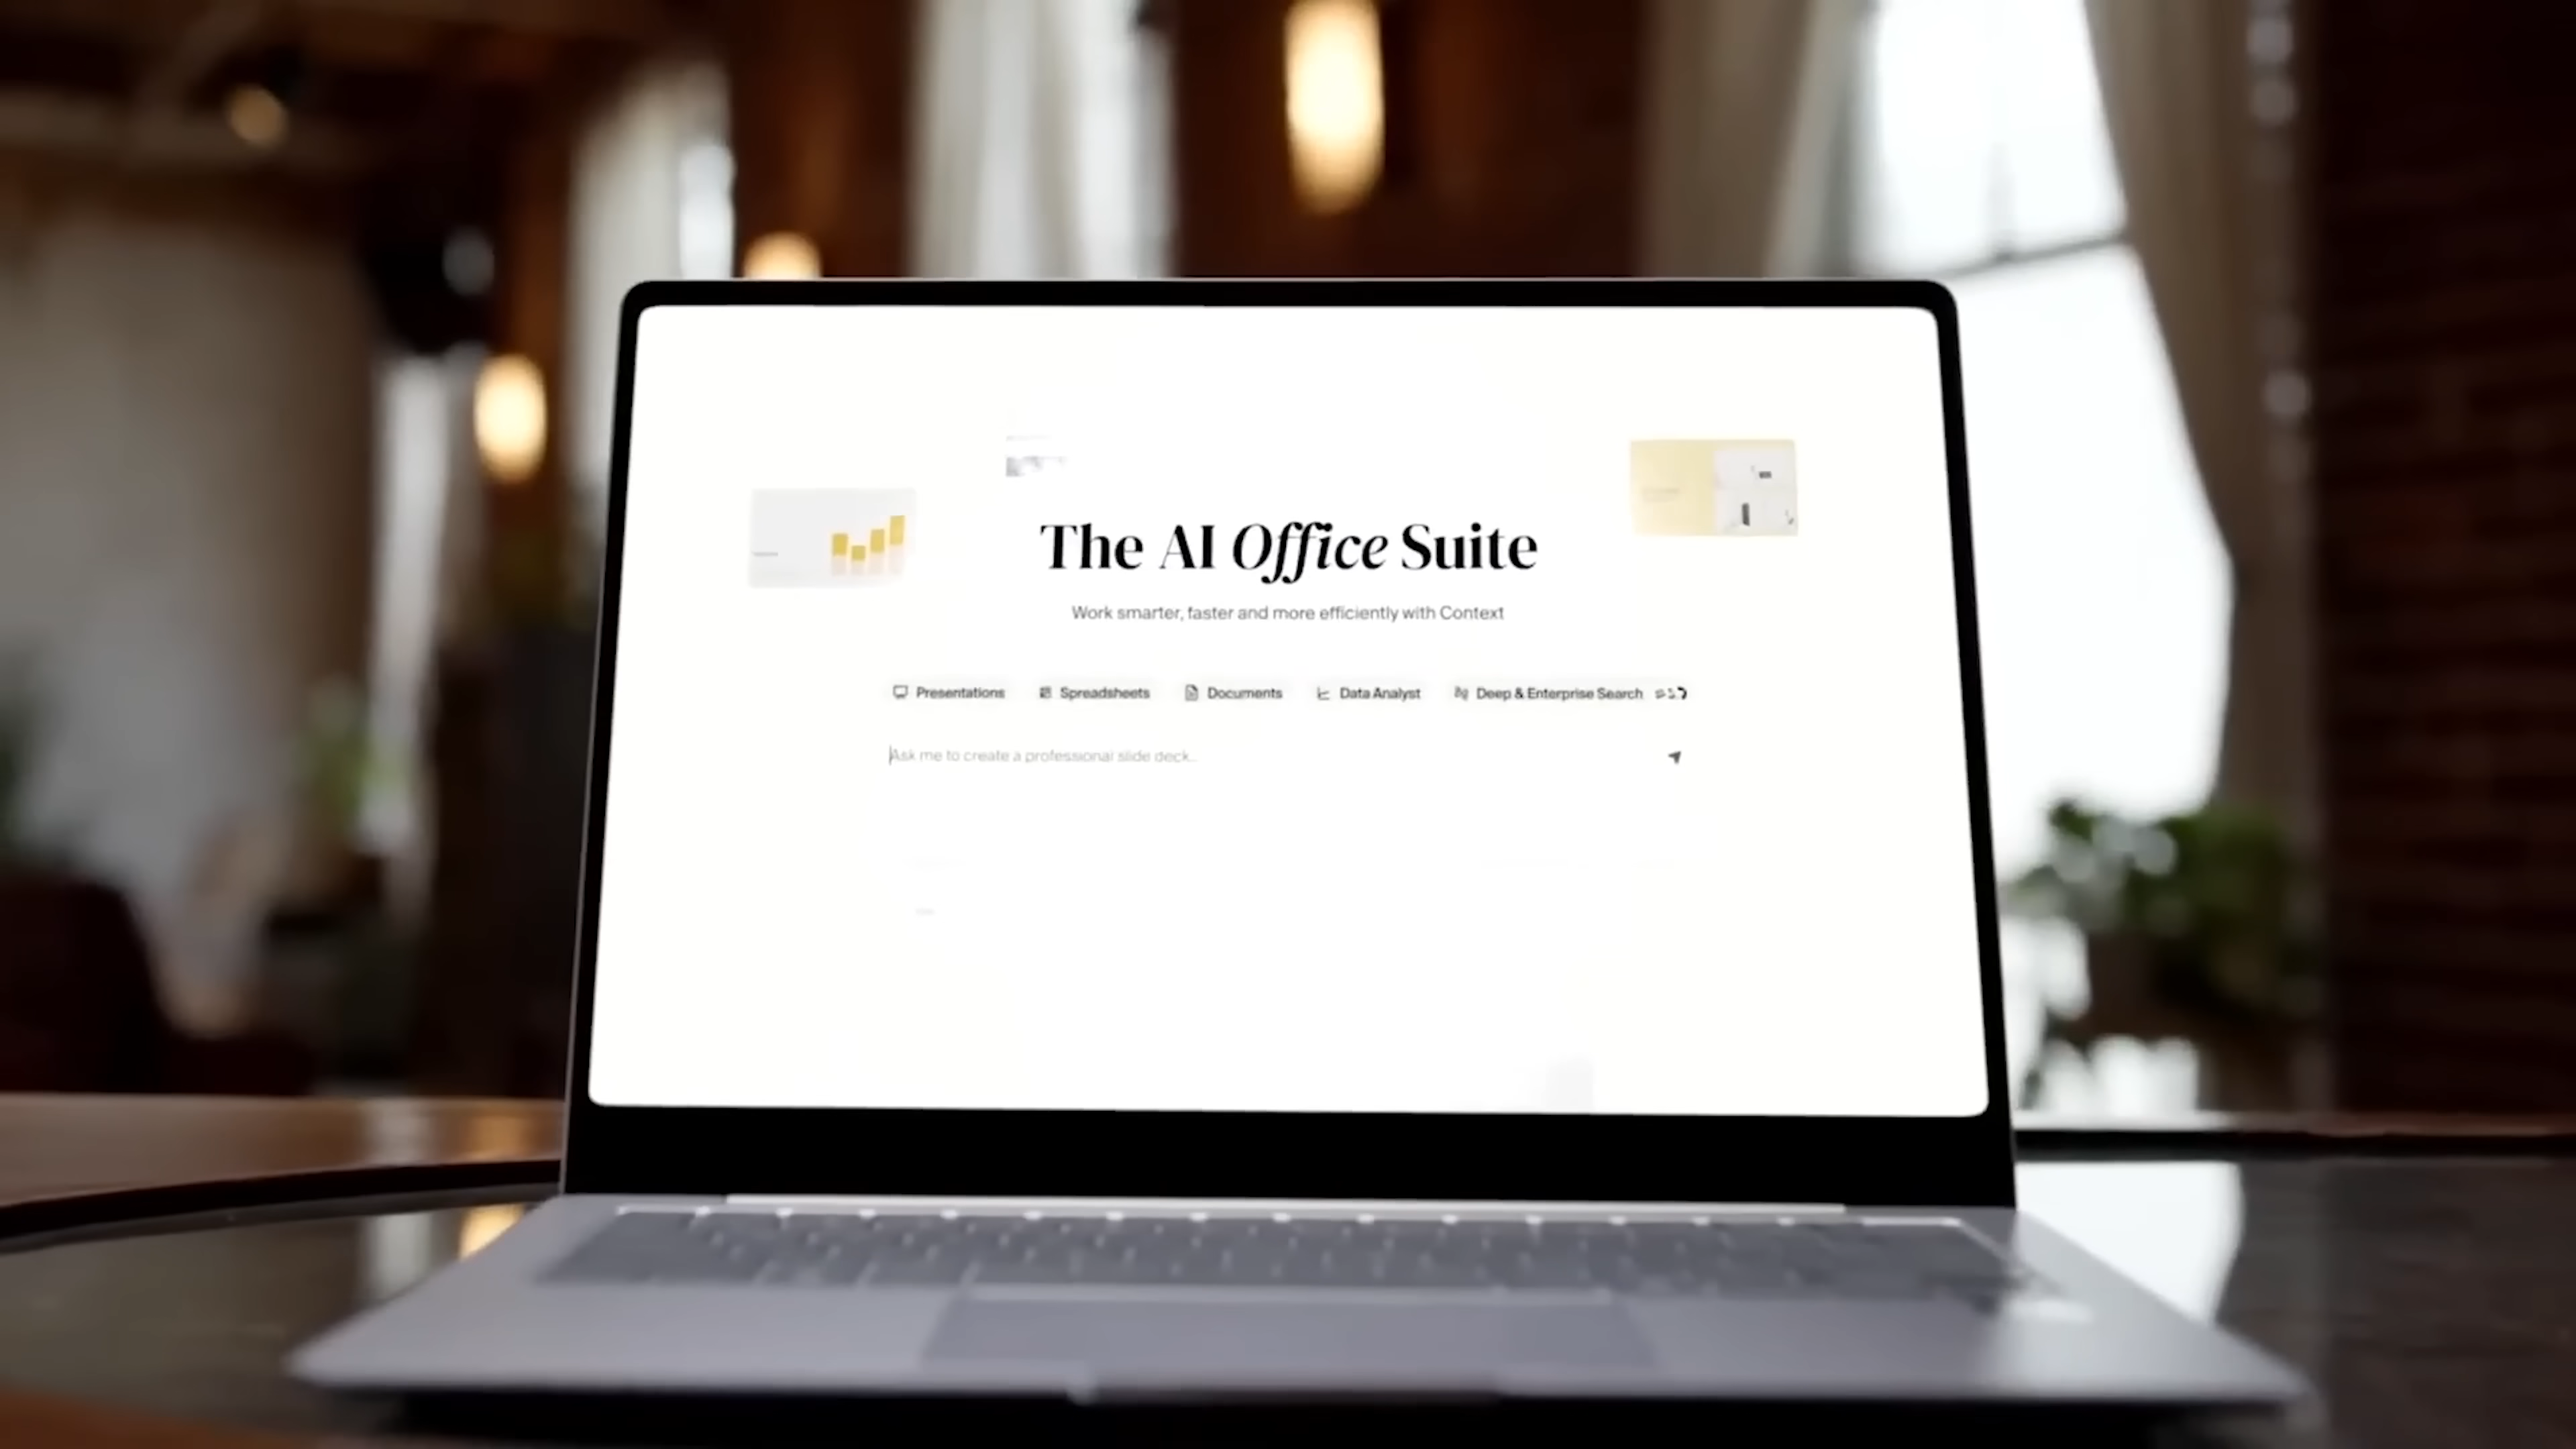 The AI Office Suite
Work smarter, faster and more efficiently with Context
Presentations Spreadsheets Documents Data Analyst Deep & Enterprise Search
Ask me to create a professional slide deck...